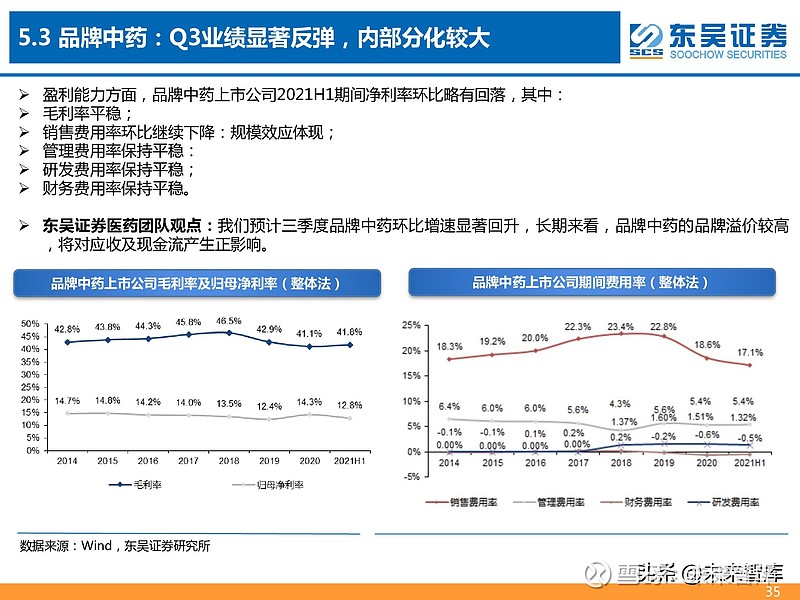 5.3 品牌中药：Q3业绩显著反弹，内部分化较大
东吴证券
SCS SOOCHOW SECURITIES
➢ 盈利能力方面，品牌中药上市公司2021H1期间净利率环比略有回落，其中：
➢ 毛利率平稳；
➢ 销售费用率环比继续下降：规模效应体现；
➢ 管理费用率保持平稳：
➢ 研发费用率保持平稳；
➢ 财务费用率保持平稳。
➢ 东吴证券医药团队观点：我们预计三季度品牌中药环比增速显著回升，长期来看，品牌中药的品牌溢价较高
，将对应收及现金流产生正影响。
品牌中药上市公司毛利率及归母净利率（整体法）
50%
45%
40%
35%
30%
25%
20%
15%
10%
5%
0%
42.8% 43.8% 44.3% 45.8% 46.5% 42.9% 41.1% 41.8%
14.7% 14.8% 14.2% 14.0% 13.5% 12.4% 14.3% 12.8%
2014 2015 2016 2017 2018 2019 2020 2021H1
毛利率 归母净利率
品牌中药上市公司期间费用率（整体法）
25%
20%
15%
10%
5%
0%
-5%
18.3% 19.2% 20.0% 22.3% 23.4% 22.8% 18.6% 17.1%
6.4% 6.0% 6.0% 5.6% 4.3% 5.6% 5.4% 5.4%
1.37% 1.60% 1.51% 1.32%
-0.1% -0.1% 0.1% 0.2% 0.2% -0.2% -0.6% -0.5%
0.00% 0.00% 0.00% 0.00%
2014 2015 2016 2017 2018 2019 2020 2021H1
销售费用率 管理费用率 财务费用率 研发费用率
数据来源：Wind，东吴证券研究所
头条 @未来智库
35